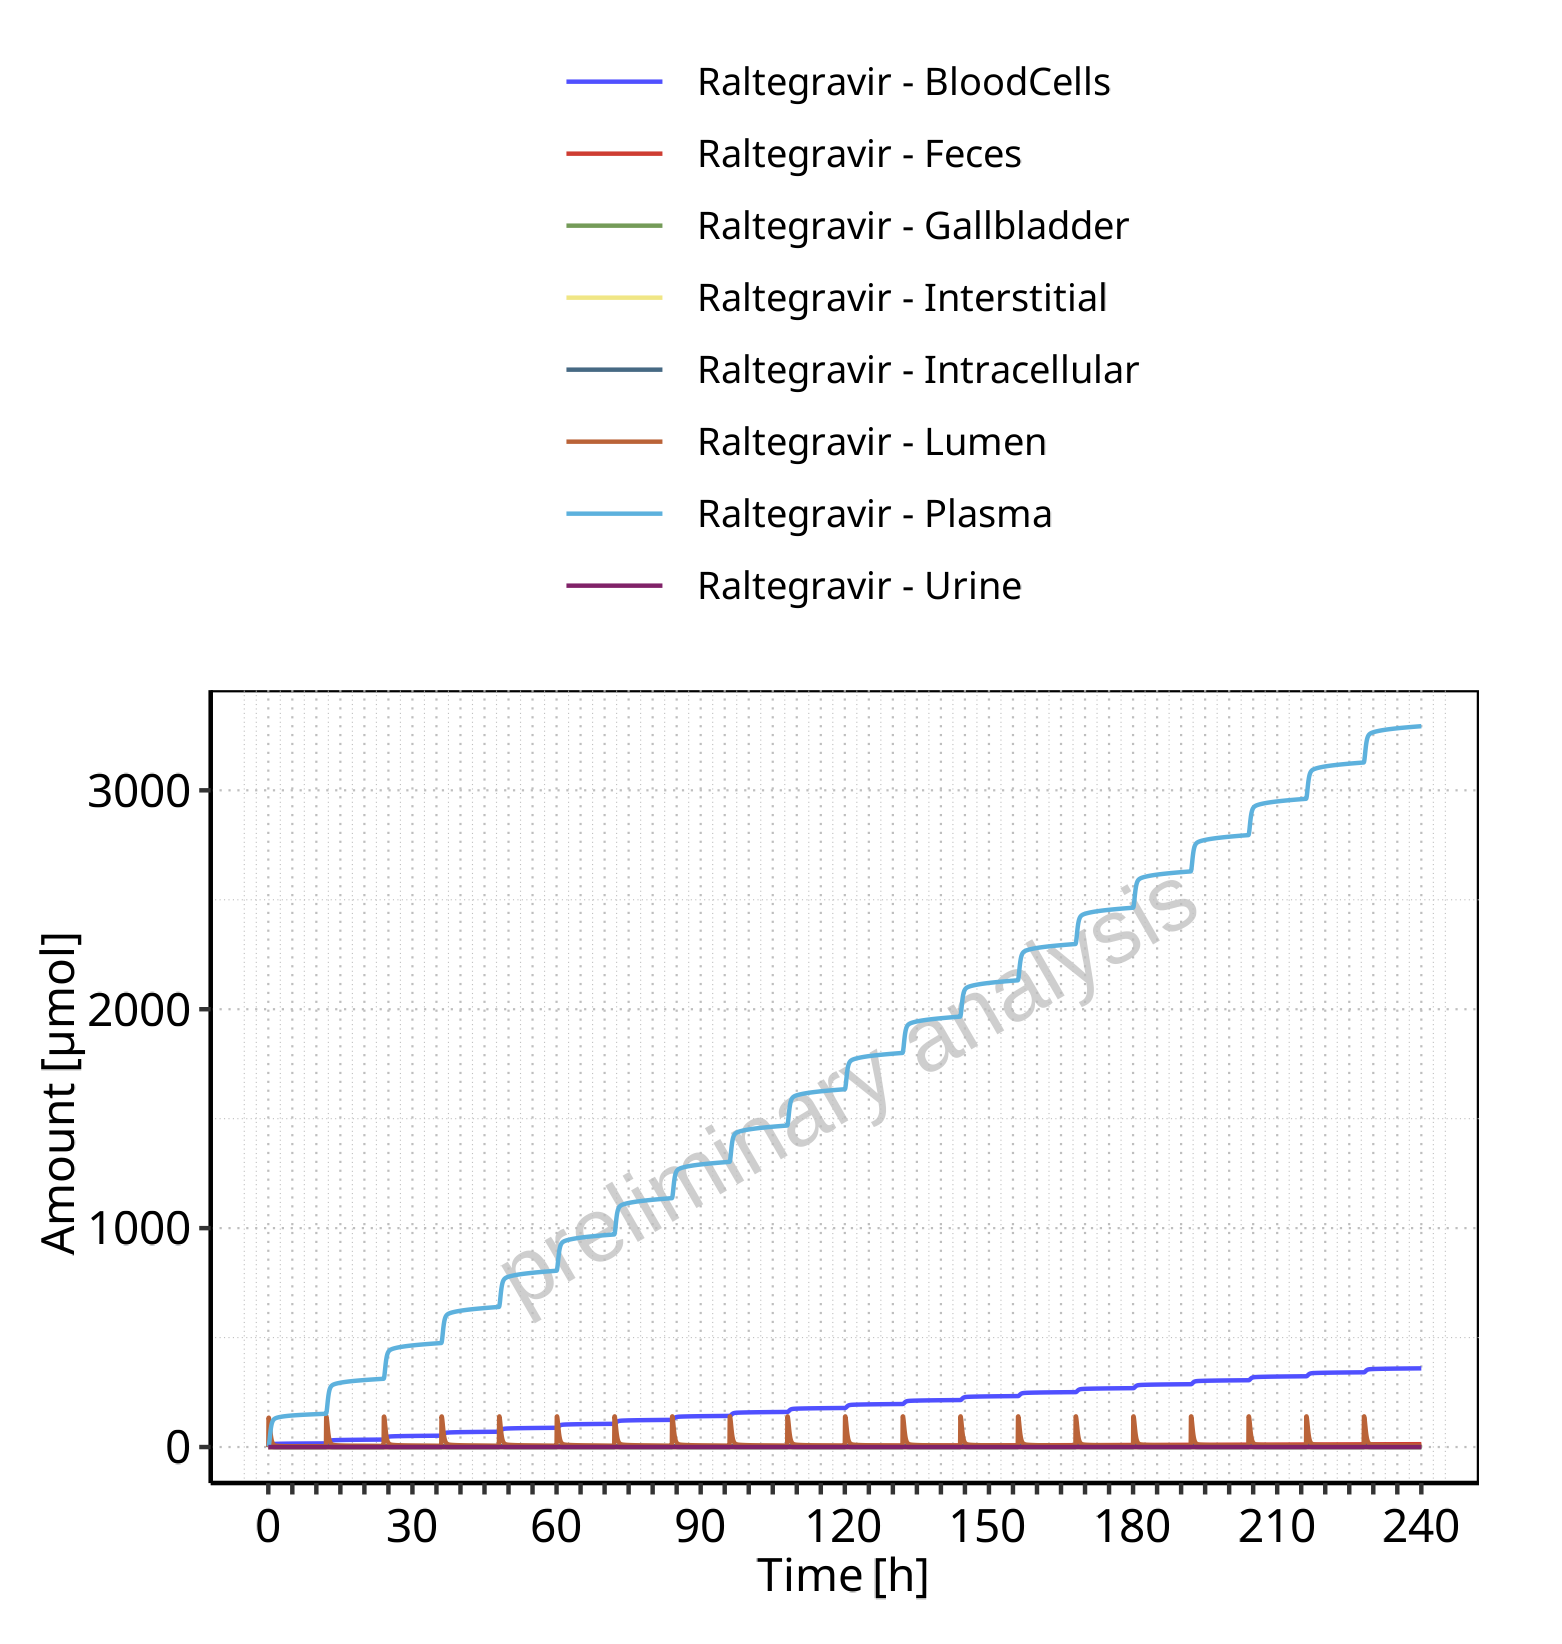 Raltegravir - BloodCells
Raltegravir - Feces
Raltegravir - Gallbladder
Raltegravir - Interstitial
Raltegravir - Intracellular
Raltegravir - Lumen
Raltegravir - Plasma
Raltegravir - Urine
3000
2000
1000
0
Amount [µmol]
preliminary analysis
0 30 60 90 120 150 180 210 240
Time [h]